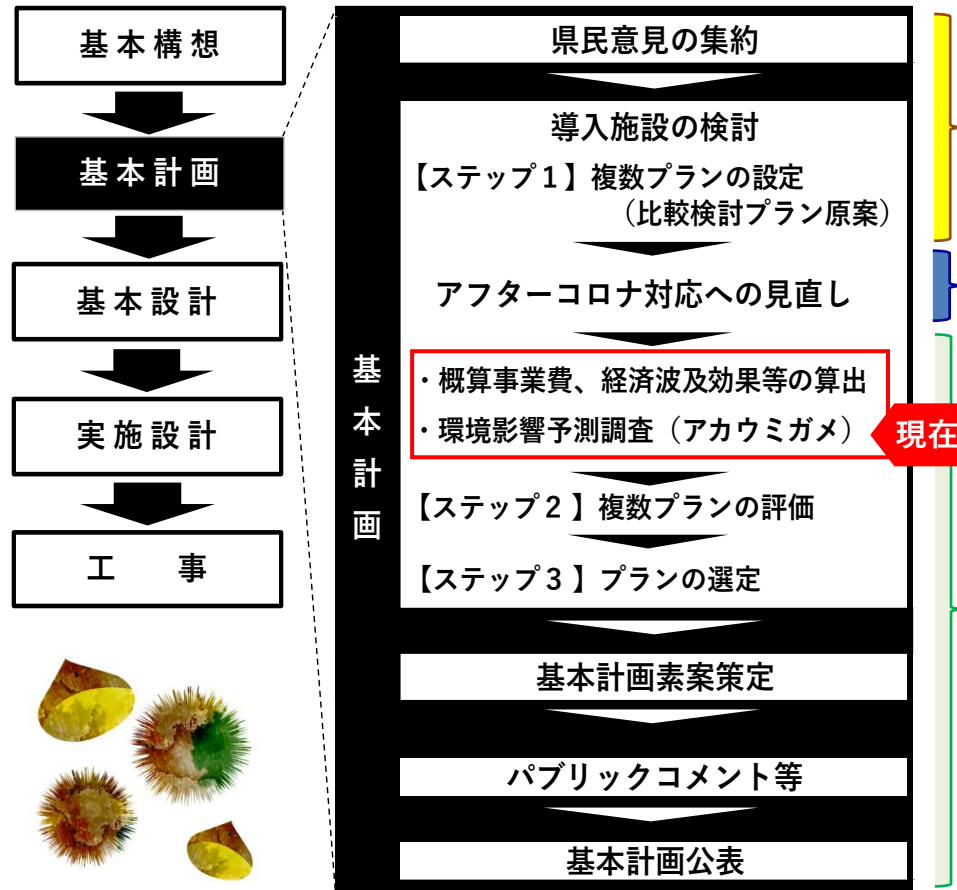 基本構想
基本計画
基本設計
実施設計
工　事
基本計画
県民意見の集約
導入施設の検討
【ステップ１】複数プランの設定
（比較検討プラン原案）
アフターコロナ対応への見直し
・概算事業費、経済波及効果等の算出
・環境影響予測調査（アカウミガメ）
現在
【ステップ２】複数プランの評価
【ステップ３】プランの選定
基本計画素案策定
パブリックコメント等
基本計画公表